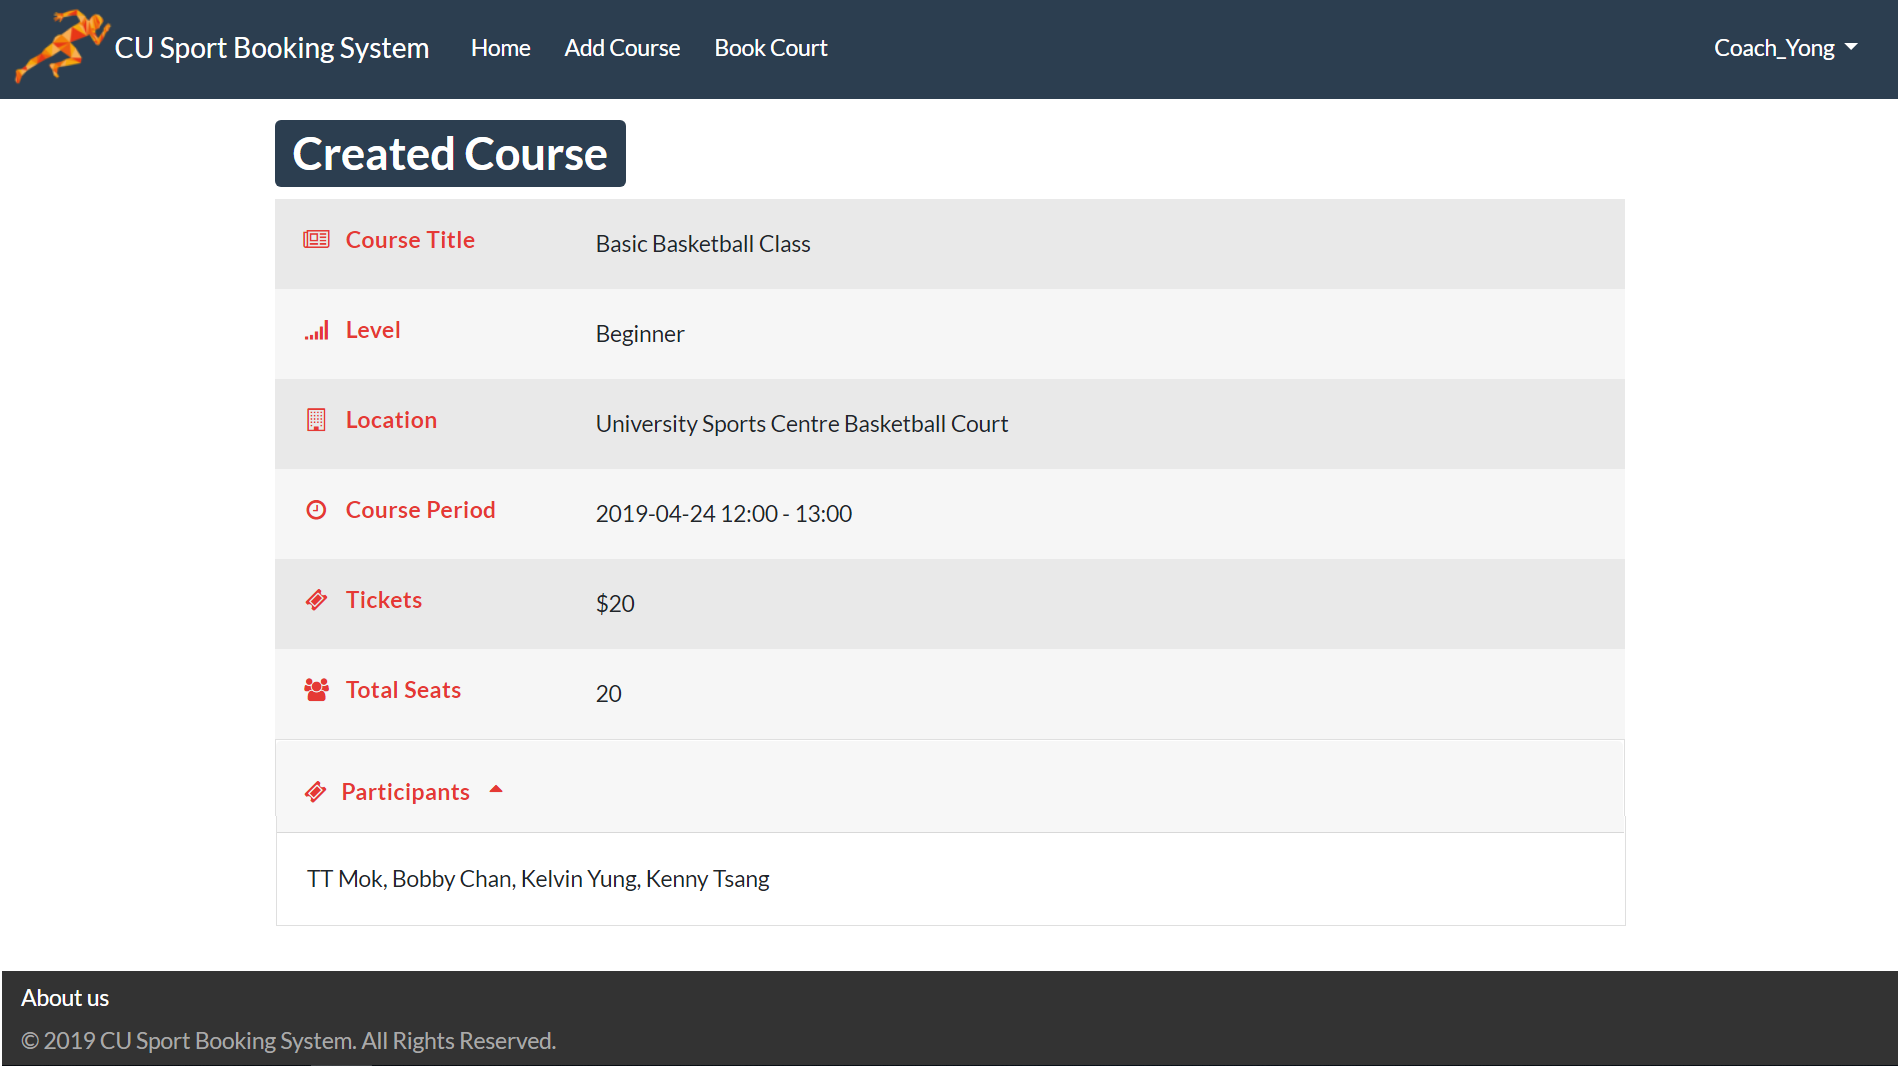 CU Sport Booking System Home Add Course Book Court Coach_Yong
Created Course
Course Title Basic Basketball Class
Level Beginner
Location University Sports Centre Basketball Court
Course Period 2019-04-24 12:00 - 13:00
Tickets $20
Total Seats 20
Participants
TT Mok, Bobby Chan, Kelvin Yung, Kenny Tsang
About us
© 2019 CU Sport Booking System. All Rights Reserved.